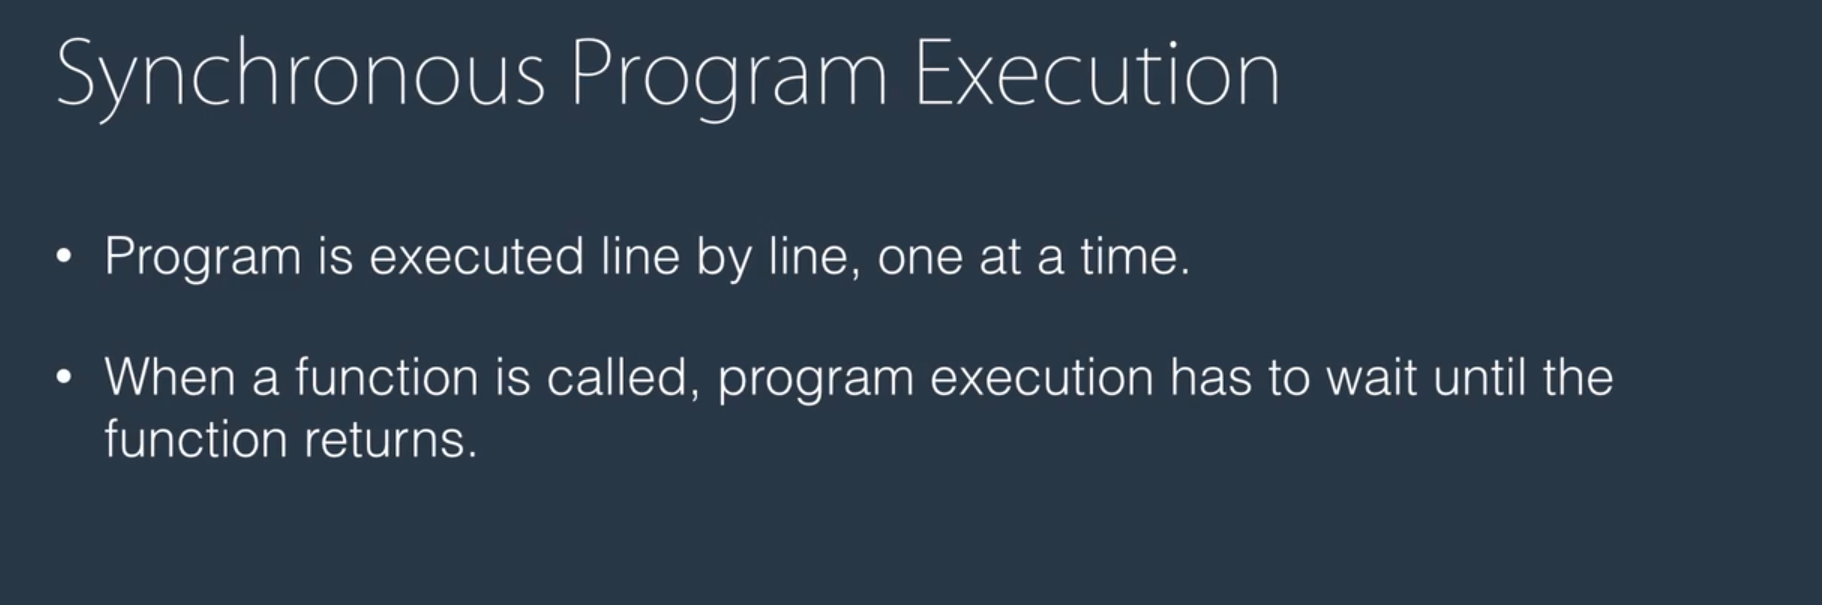 Synchronous Program Execution
• Program is executed line by line, one at a time.
• When a function is called, program execution has to wait until the
function returns.